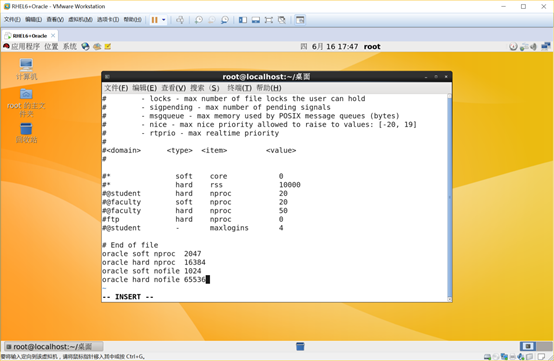 RHEL6+Oracle - VMware Workstation
文件(F) 编辑(E) 查看(V) 虚拟机(M) 选项卡(T) 帮助(H)
RHEL6+Oracle
应用程序 位置 系统 四 6月16 17:47 root
计算机
root 的主文件夹
回收站
root@localhost:~/桌面
文件(F) 编辑(E) 查看(V) 搜索 (S) 终端(T) 帮助(H)
# - locks - max number of file locks the user can hold
# - sigpending - max number of pending signals
# - msgqueue - max memory used by POSIX message queues (bytes)
# - nice - max nice priority allowed to raise to values: [-20, 19]
# - rtprio - max realtime priority
#
#<domain> <type> <item> <value>
#
#* soft core 0
#* hard rss 10000
#@student hard nproc 20
#@faculty soft nproc 20
#@faculty hard nproc 50
#ftp hard nproc 0
#@student - maxlogins 4
# End of file
oracle soft nproc 2047
oracle hard nproc 16384
oracle soft nofile 1024
oracle hard nofile 65536
~
-- INSERT --
root@localhost:~/桌面
要将输入定向到该虚拟机，请将鼠标指针移入其中或按 Ctrl+G。